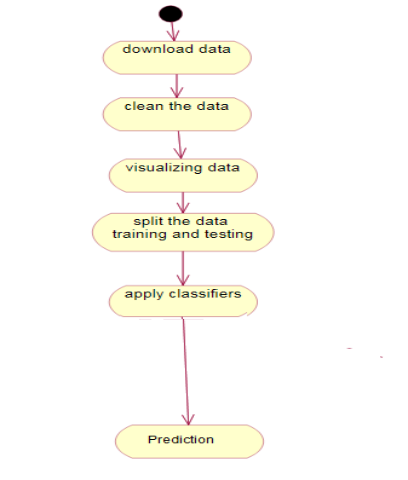 download data
clean the data
visualizing data
split the data
training and testing
apply classifiers
Prediction